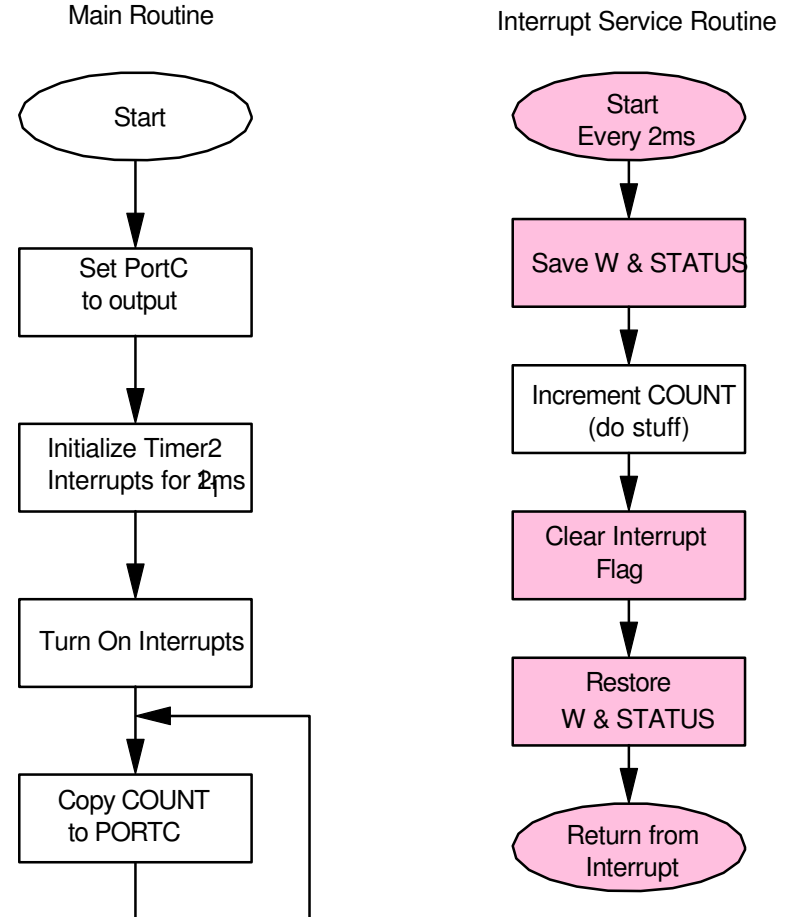 Main Routine
Start
Set PortC
to output
Initialize Timer2
Interrupts for ms
Turn On Interrupts
Copy COUNT
to PORTC
Interrupt Service Routine
Start
Every 2ms
Save W & STATUS
Increment COUNT
(do stuff)
Clear Interrupt
Flag
Restore
W & STATUS
Return from
Interrupt